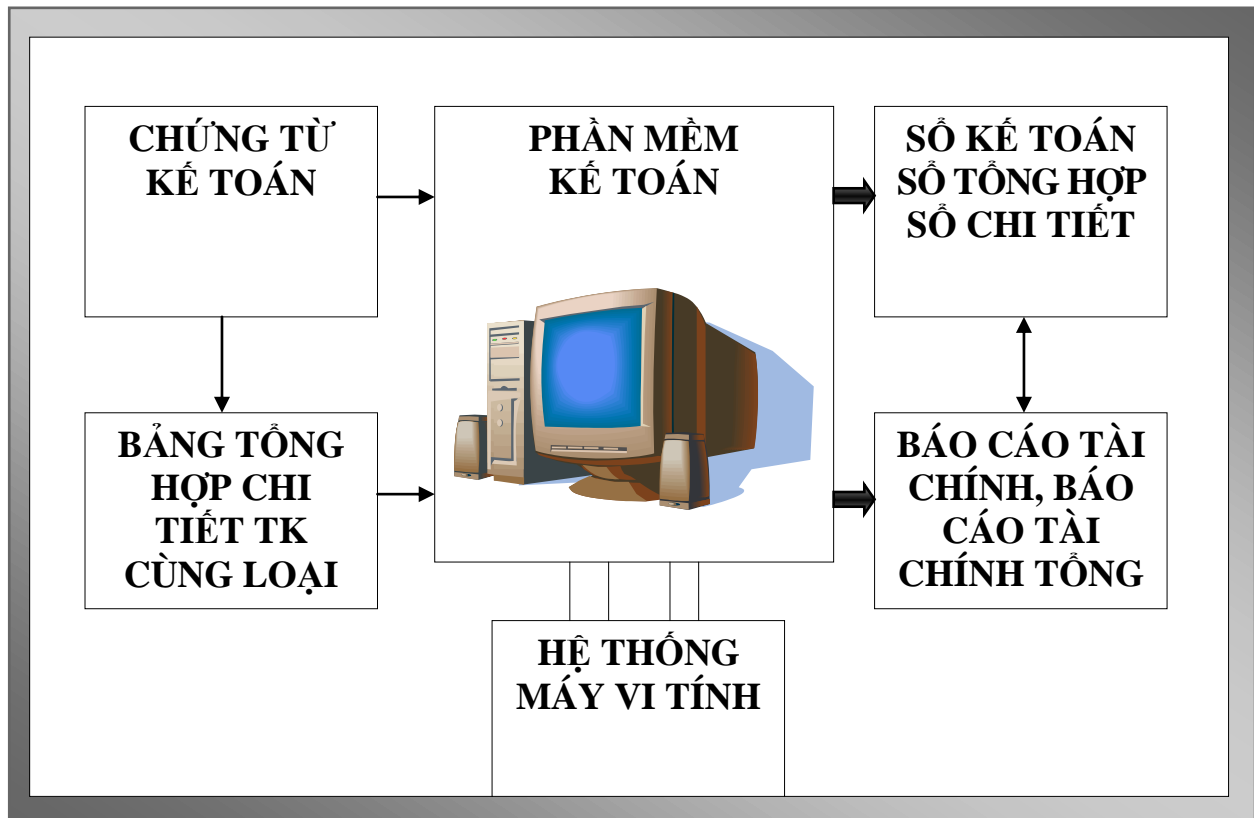 CHỨNG TỪ
KẾ TOÁN
PHẦN MỀM
KẾ TOÁN
SỔ KẾ TOÁN
SỔ TỔNG HỢP
SỔ CHI TIẾT
BẢNG TỔNG
HỢP CHI
TIẾT TK
CÙNG LOẠI
BÁO CÁO TÀI
CHÍNH, BÁO
CÁO TÀI
CHÍNH TỔNG
HỆ THỐNG
MÁY VI TÍNH